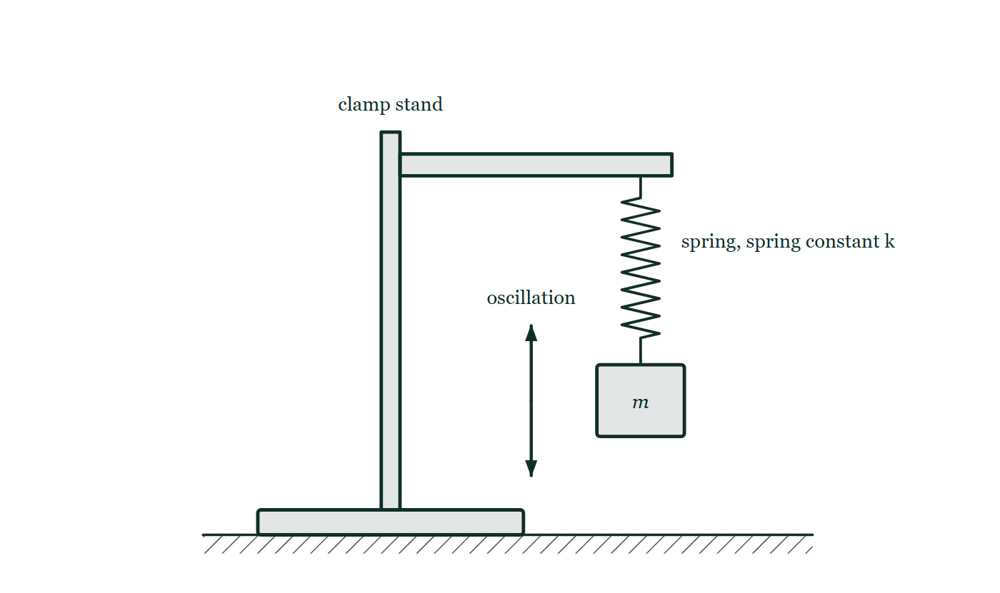 clamp stand
spring, spring constant k
oscillation
m